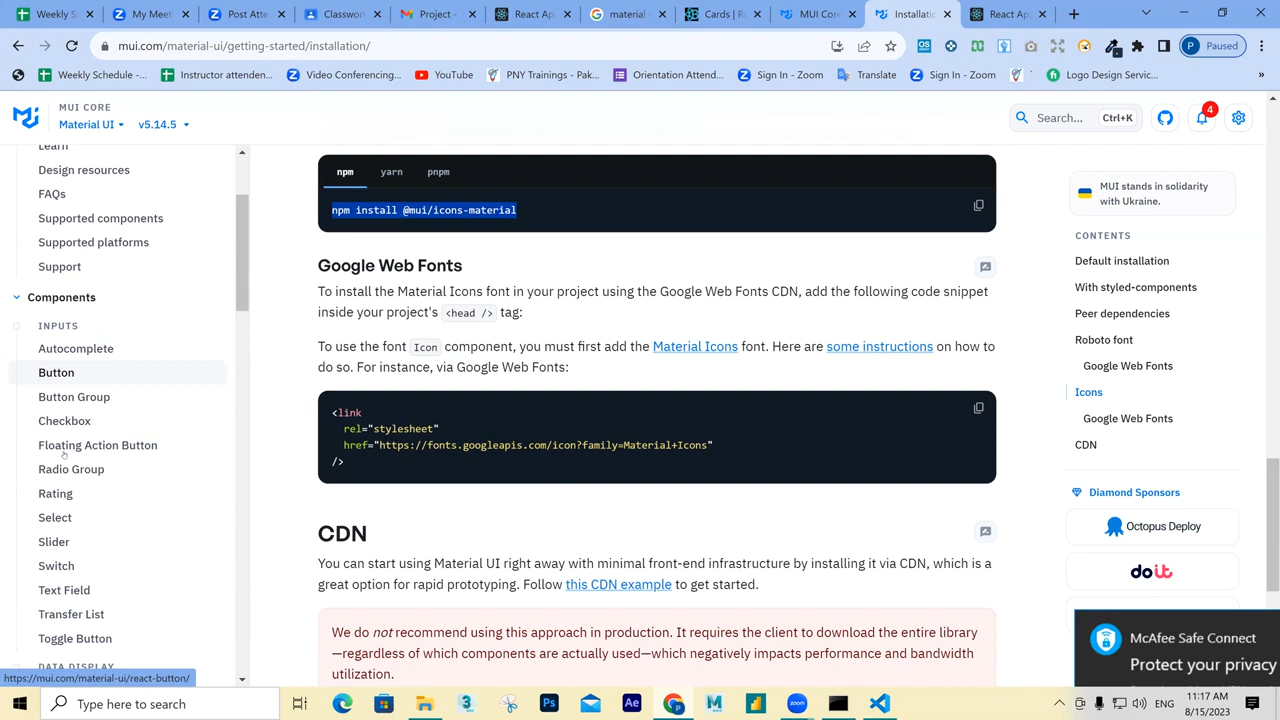 Weekly S
My Meet
Zoom Po
Classes |
Gmail
Project –
React App
material
Cards | R
MUI Core
Installatio
React App
mui.com/material-ui/getting-started/installation/
Paused
Weekly Schedule -...
Instructor attenden...
Video Conferencing...
YouTube
PNY Trainings - Pak...
Orientation Attend...
Sign In - Zoom
Translate
Sign In - Zoom
Logo Design Servic...
MUI CORE
Material UI
v5.14.5
Search…
Ctrl+K
4
Learn
Design resources
FAQs
Supported components
Supported platforms
Support
Components
INPUTS
Autocomplete
Button
Button Group
Checkbox
Floating Action Button
Radio Group
Rating
Select
Slider
Switch
Text Field
Transfer List
Toggle Button
DATA DISPLAY
https://mui.com/material-ui/react-button/
npm yarn pnpm
npm install @mui/icons-material
Google Web Fonts
To install the Material Icons font in your project using the Google Web Fonts CDN, add the following code snippet
inside your project's <head /> tag:
To use the font Icon component, you must first add the Material Icons font. Here are some instructions on how to
do so. For instance, via Google Web Fonts:
<link
rel="stylesheet"
href="https://fonts.googleapis.com/icon?family=Material+Icons"
/>
CDN
You can start using Material UI right away with minimal front-end infrastructure by installing it via CDN, which is a
great option for rapid prototyping. Follow this CDN example to get started.
We do not recommend using this approach in production. It requires the client to download the entire library
—regardless of which components are actually used—which negatively impacts performance and bandwidth
utilization.
MUI stands in solidarity
with Ukraine.
CONTENTS
Default installation
With styled-components
Peer dependencies
Roboto font
Google Web Fonts
Icons
Google Web Fonts
CDN
Diamond Sponsors
Octopus Deploy
doit
McAfee Safe Connect
Protect your privacy
Type here to search
ENG
11:17 AM
8/15/2023